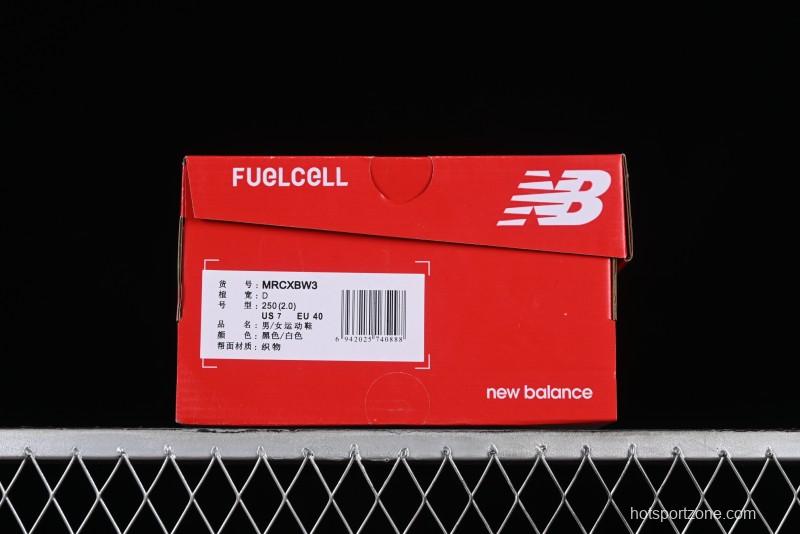 FUELCELL
NB
货 号: MRCXBW3
楦 宽: D
号 型: 250(2.0)
US 7 EU 40
品 名: 男/女运动鞋
颜 色: 黑色/白色
帮面材质: 织物
6 942025 740888
new balance
hotsportzone.com